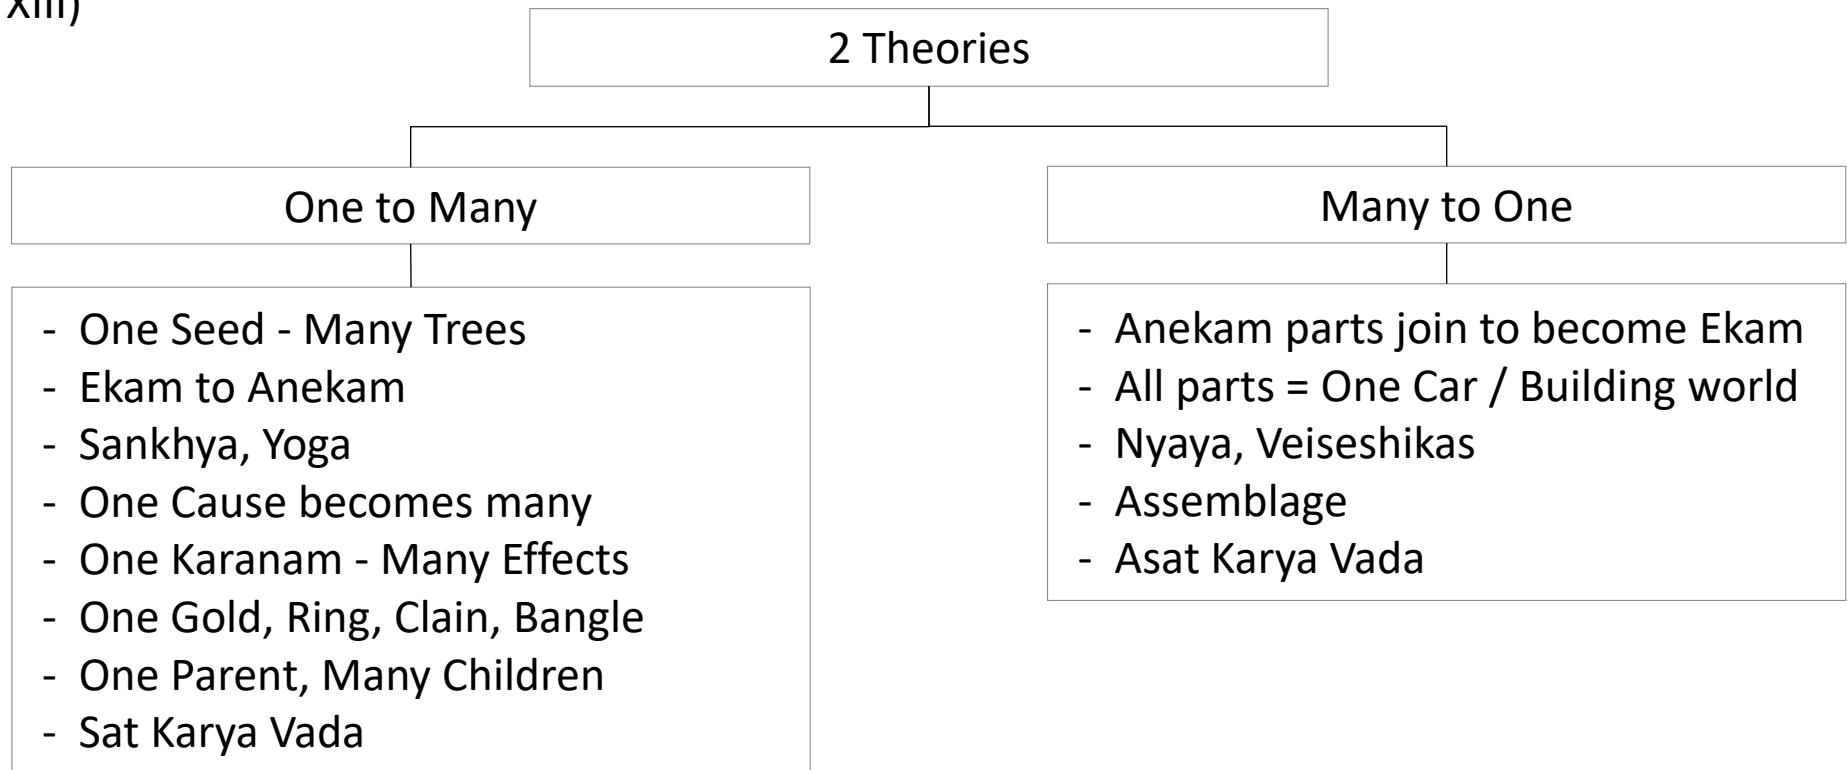 XIII)
2 Theories
One to Many
- One Seed - Many Trees
- Ekam to Anekam
- Sankhya, Yoga
- One Cause becomes many
- One Karanam - Many Effects
- One Gold, Ring, Clain, Bangle
- One Parent, Many Children
- Sat Karya Vada
Many to One
- Anekam parts join to become Ekam
- All parts = One Car / Building world
- Nyaya, Veiseshikas
- Assemblage
- Asat Karya Vada